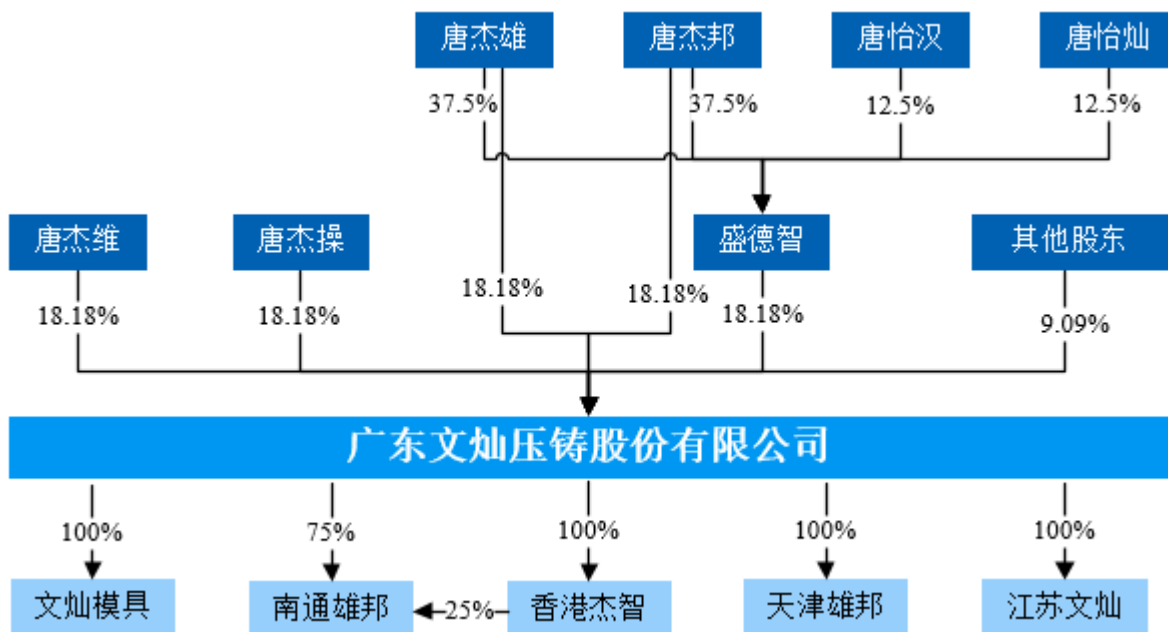 唐杰雄
唐杰邦
唐怡汉
唐怡灿
37.5%
37.5%
12.5%
12.5%
唐杰维
唐杰操
盛德智
其他股东
18.18%
18.18%
18.18%
18.18%
18.18%
9.09%
广东文灿压铸股份有限公司
100%
75%
100%
100%
100%
文灿模具
南通雄邦
25%
香港杰智
天津雄邦
江苏文灿